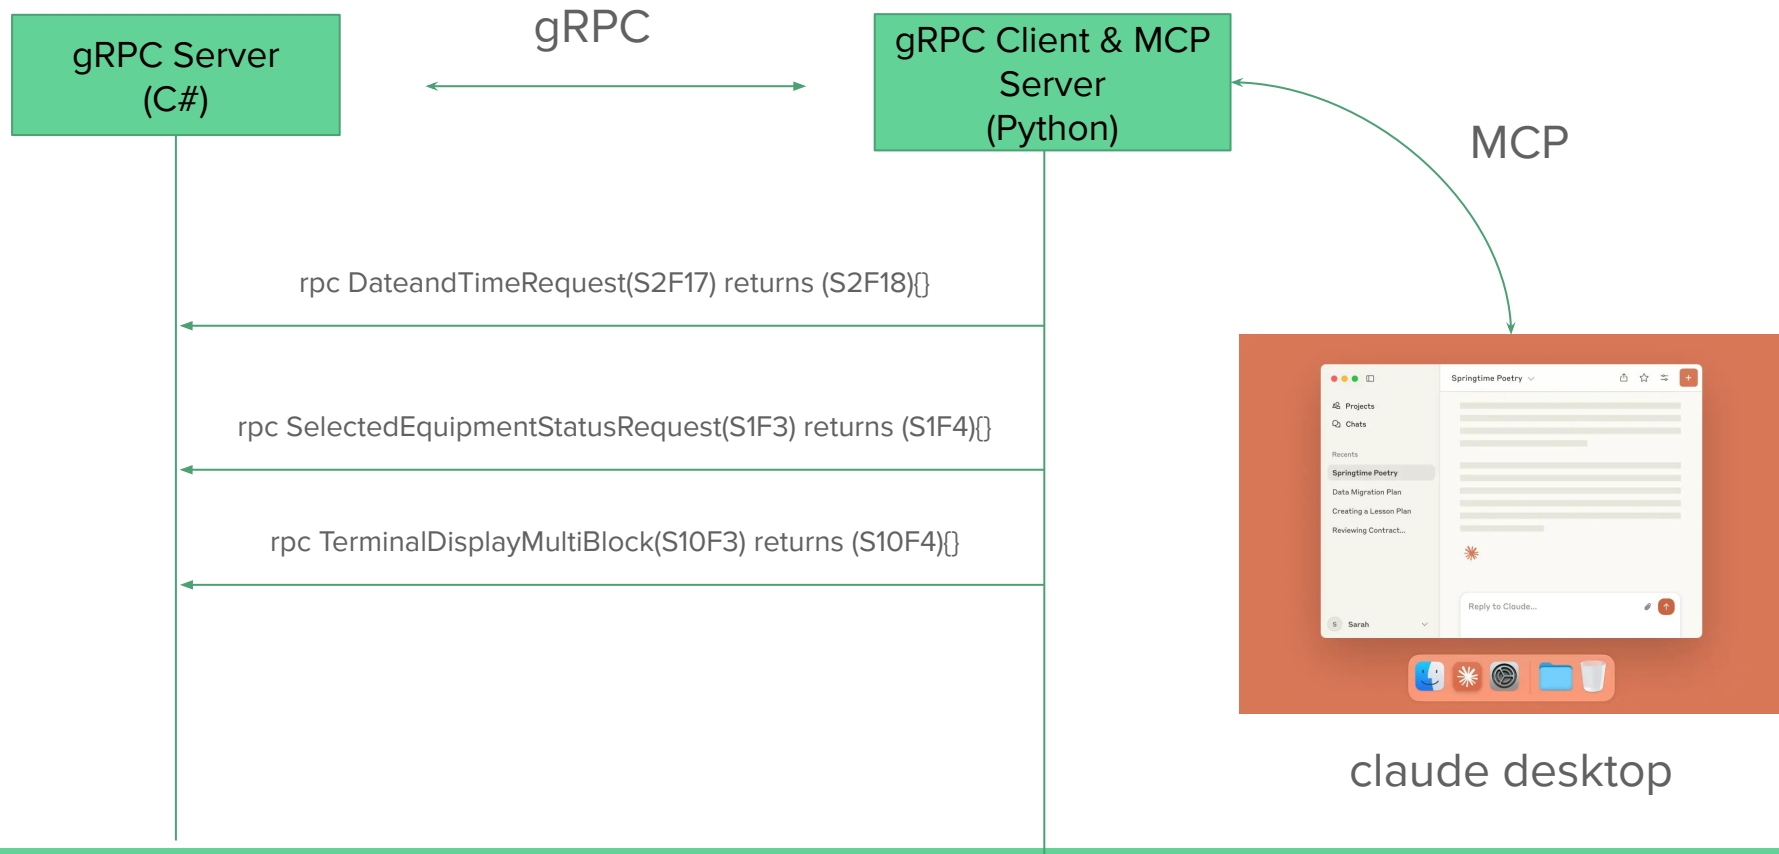 gRPC Server
(C#)
gRPC
gRPC Client & MCP
Server
(Python)
MCP
rpc DateandTimeRequest(S2F17) returns (S2F18){}
rpc SelectedEquipmentStatusRequest(S1F3) returns (S1F4){}
rpc TerminalDisplayMultiBlock(S10F3) returns (S10F4){}
Springtime Poetry
Projects
Chats
Recents
Springtime Poetry
Data Migration Plan
Creating a Lesson Plan
Reviewing Contract...
Reply to Claude...
S Sarah
claude desktop